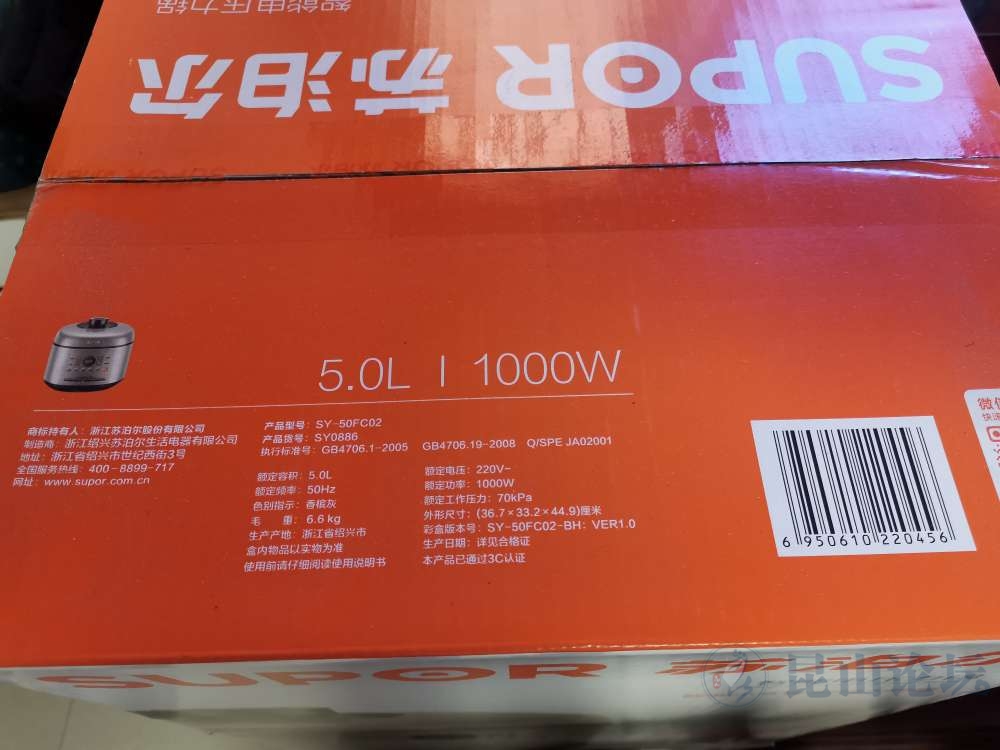 智能电压力锅
SUPOR 苏泊尔
5.0L | 1000W
商标持有人：浙江苏泊尔股份有限公司
制造商：浙江绍兴苏泊尔生活电器有限公司
地址：浙江省绍兴市世纪西街3号
全国服务热线：400-8899-717
网址：www.supor.com.cn
产品型号：SY-50FC02
产品货号：SY0886
执行标准号：GB4706.1-2005 GB4706.19-2008 Q/SPE JA02001
额定容积：5.0L
额定频率：50Hz
色别指示：香槟灰
毛 重：6.6kg
生产产地：浙江省绍兴市
盒内物品以实物为准
使用前请仔细阅读使用说明书
额定电压：220V~
额定功率：1000W
额定工作压力：70kPa
外形尺寸：(36.7×33.2×44.9)厘米
彩盒版本号：SY-50FC02-BH：VER1.0
生产日期：详见合格证
本产品已通过3C认证
6 950610 220456
微信
快速
SUPOR 苏泊尔
昆山论坛